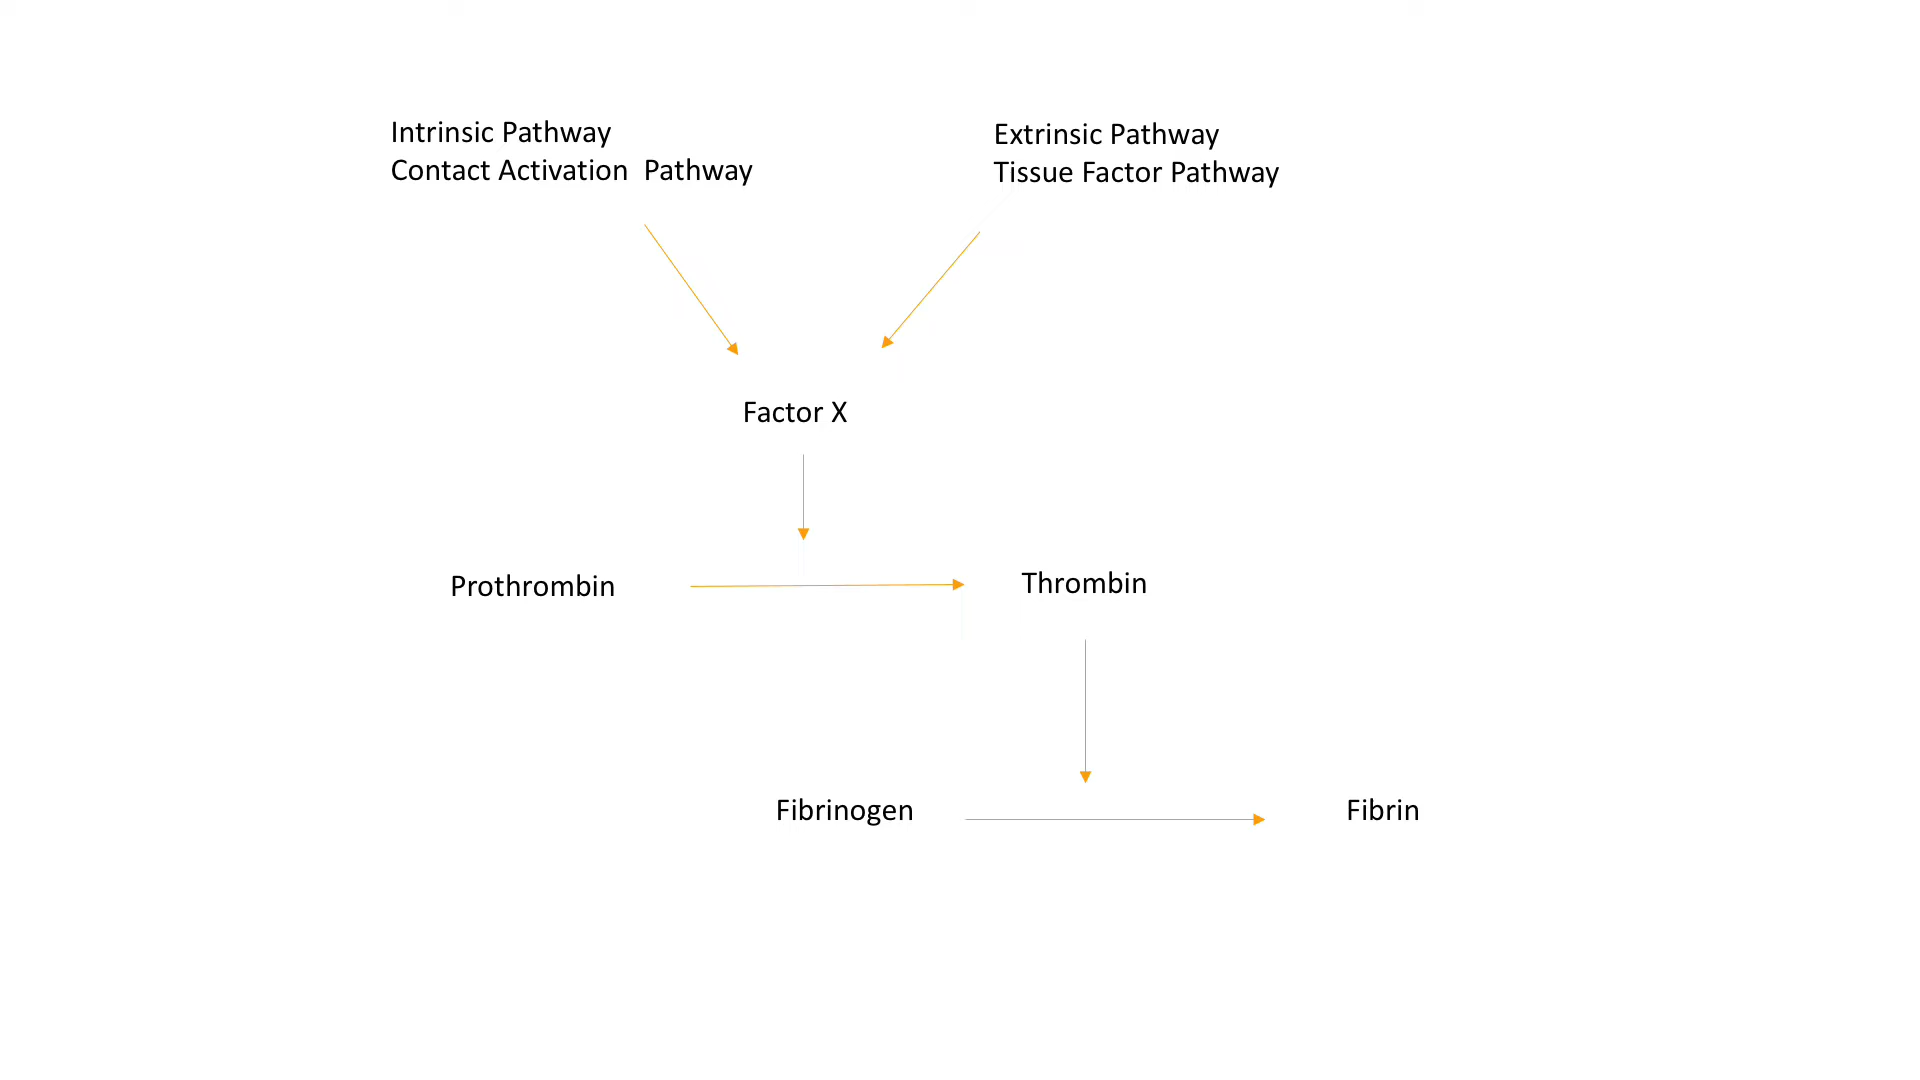 Intrinsic Pathway
Contact Activation  Pathway
Extrinsic Pathway
Tissue Factor Pathway
Factor X
Prothrombin
Thrombin
Fibrinogen
Fibrin